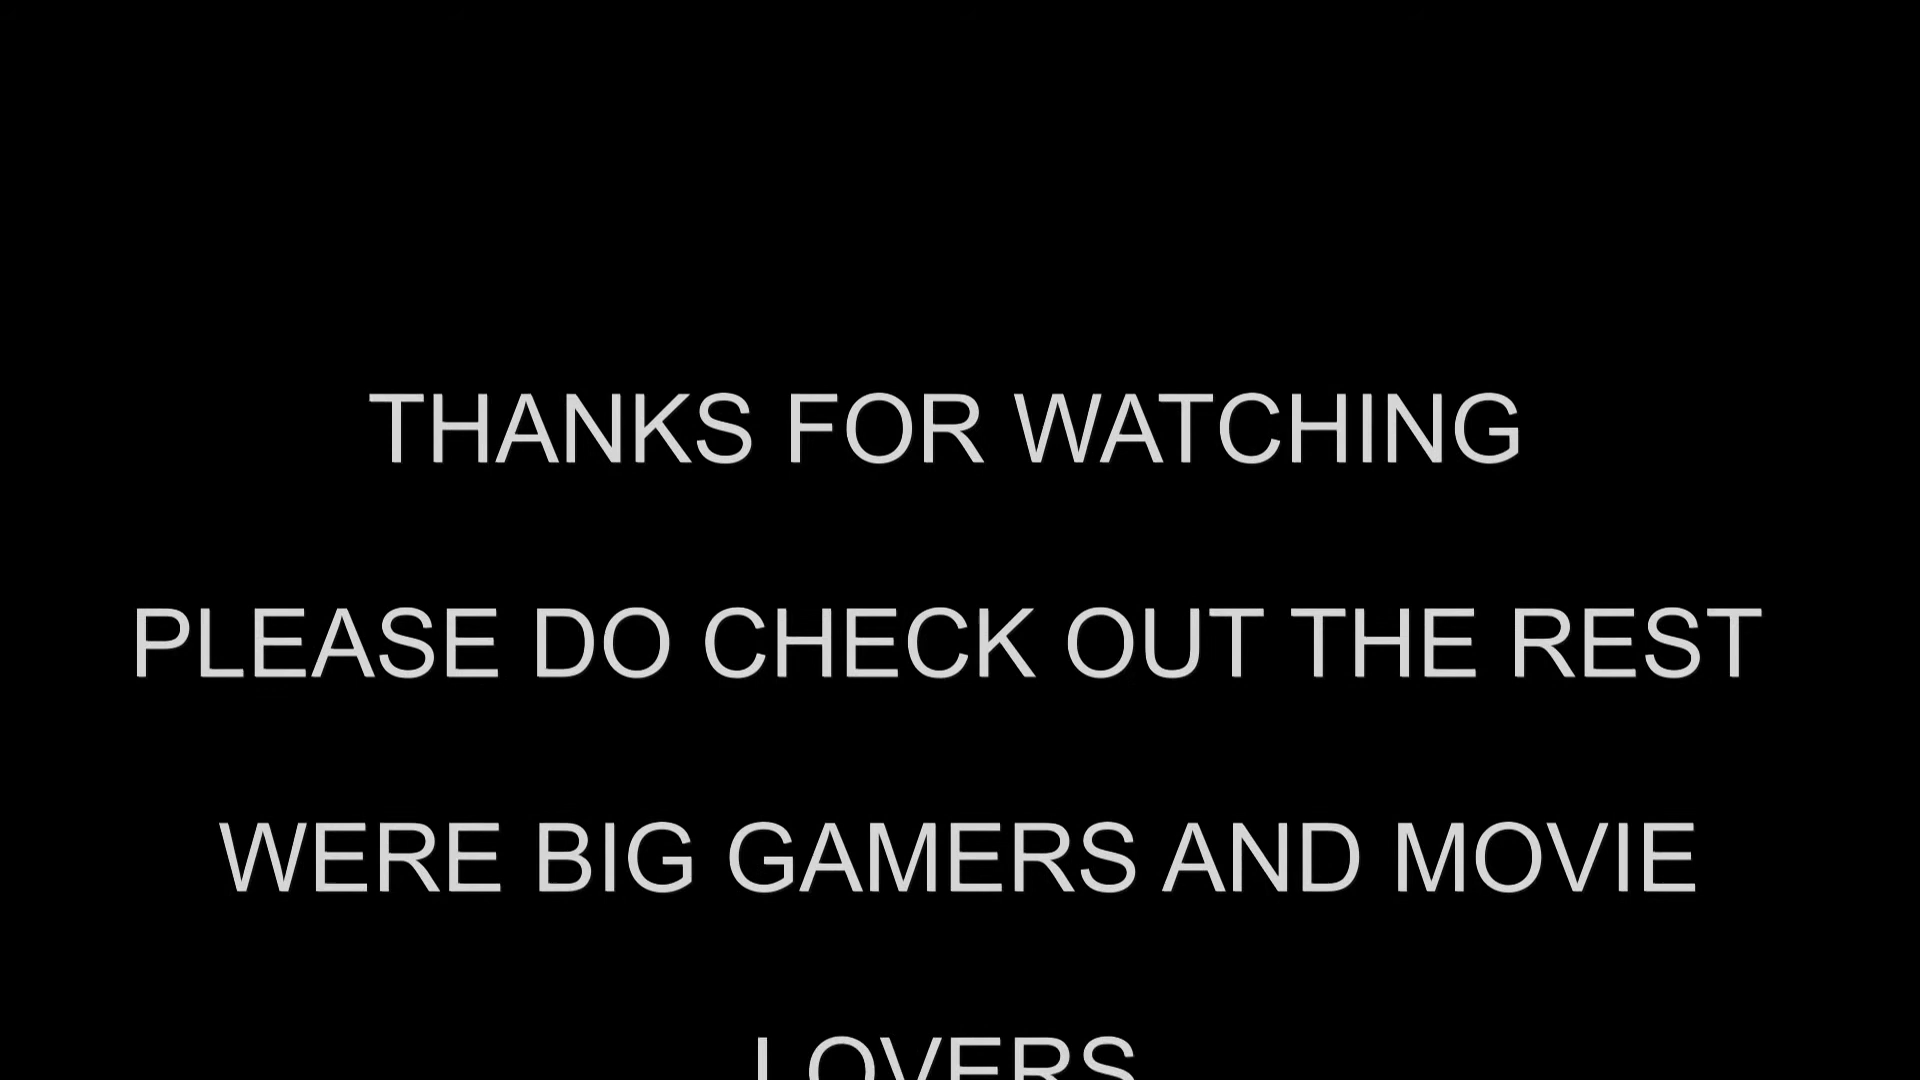 THANKS FOR WATCHING
PLEASE DO CHECK OUT THE REST
WERE BIG GAMERS AND MOVIE
LOVERS